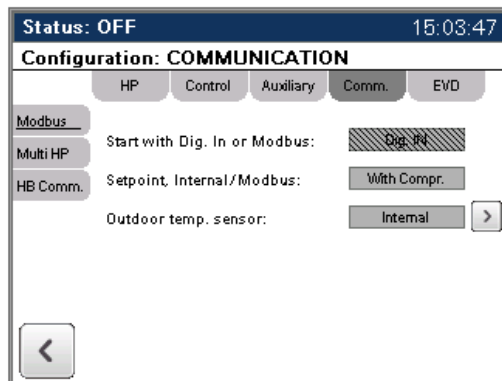 Status: OFF 15:03:47
Configuration: COMMUNICATION
HP Control Auxiliary Comm. EVD
Modbus
Multi HP
HB Comm.
Start with Dig. In or Modbus: Dig. IN
Setpoint, Internal/Modbus: With Compr.
Outdoor temp. sensor: Internal >
<